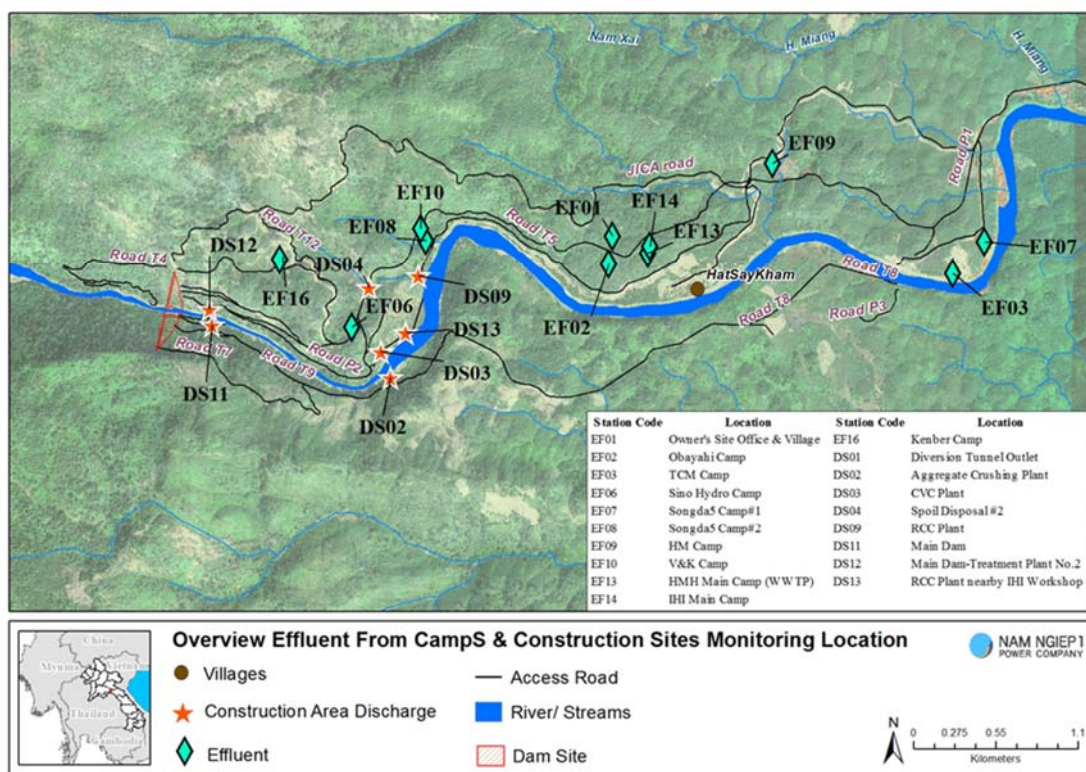 Nam Xai
H. Miang
H. Miang
EF09
Road P1
JICA road
EF14
EF10
EF01
EF13
Road T5
Road T12
DS12
EF08
EF07
DS04
Road T4
HatSayKham
Road T8
EF16
EF06
DS09
EF03
EF02
Road T8
Road P3
DS13
Road T7
Road P2
Road T9
DS03
DS11
DS02
Station Code Location Station Code Location
EF01 Owner's Site Office & Village EF16 Kenber Camp
EF02 Obayahi Camp DS01 Diversion Tunnel Outlet
EF03 TCM Camp DS02 Aggregate Crushing Plant
EF06 Sino Hydro Camp DS03 CVC Plant
EF07 Songda5 Camp#1 DS04 Spoil Disposal #2
EF08 Songda5 Camp#2 DS09 RCC Plant
EF09 HM Camp DS11 Main Dam
EF10 V&K Camp DS12 Main Dam-Treatment Plant No.2
EF13 HMH Main Camp (WWTP) DS13 RCC Plant nearby IHI Workshop
EF14 IHI Main Camp
Overview Effluent From CampS & Construction Sites Monitoring Location
NAM NGIEP1
POWER COMPANY
China
Vietnam
Thailand
Cambodia
Villages
Access Road
Construction Area Discharge
River/ Streams
Effluent
Dam Site
N
0 0.275 0.55 1.1
Kilometers